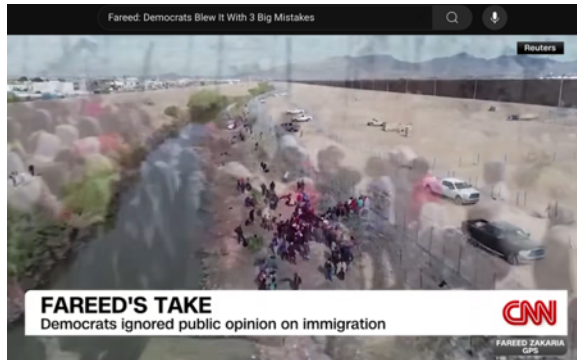 Fareed: Democrats Blew It With 3 Big Mistakes
Reuters
FAREED'S TAKE
Democrats ignored public opinion on immigration
CNN
FAREED ZAKARIA
GPS